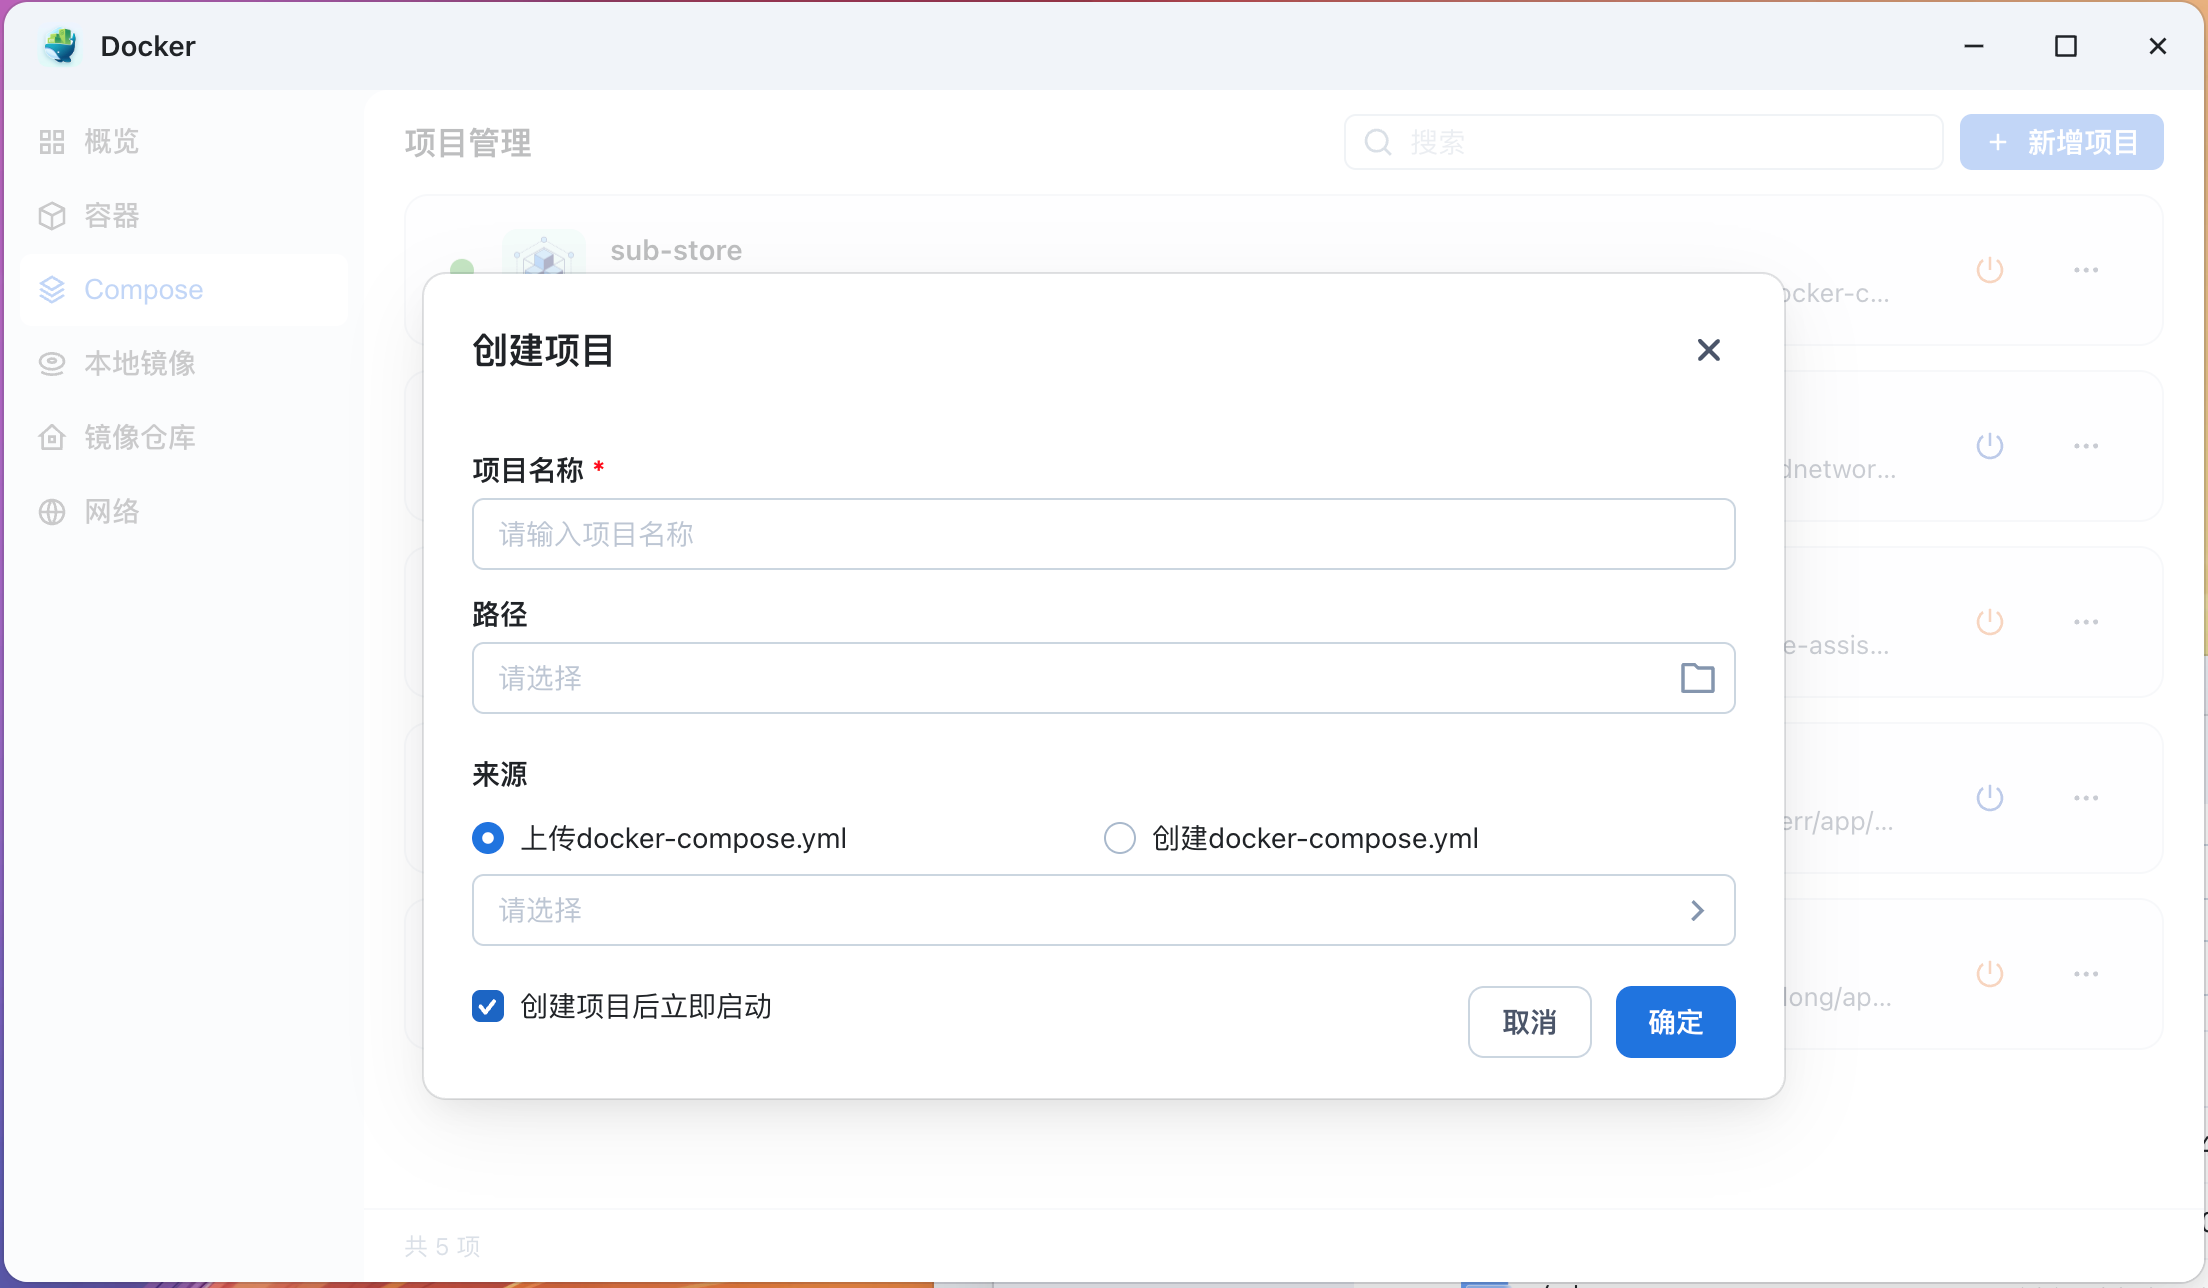 Docker
概览
容器
Compose
本地镜像
镜像仓库
网络
项目管理
搜索
+ 新增项目
sub-store
ocker-c...
dnetwor...
e-assis...
err/app/...
long/ap...
创建项目
项目名称 *
请输入项目名称
路径
请选择
来源
上传docker-compose.yml
创建docker-compose.yml
请选择
创建项目后立即启动
取消
确定
共 5 项